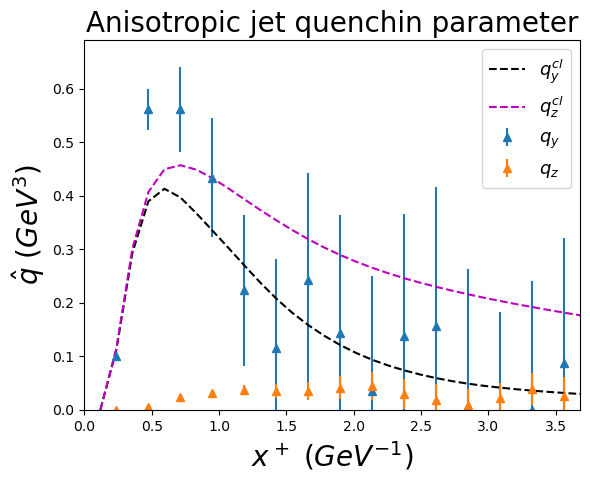 Anisotropic jet quenchin parameter
q̂ (GeV³)
0.6
0.5
0.4
0.3
0.2
0.1
0.0
0.0 0.5 1.0 1.5 2.0 2.5 3.0 3.5
x⁺ (GeV⁻¹)
q_y^{cl}
q_z^{cl}
q_y
q_z